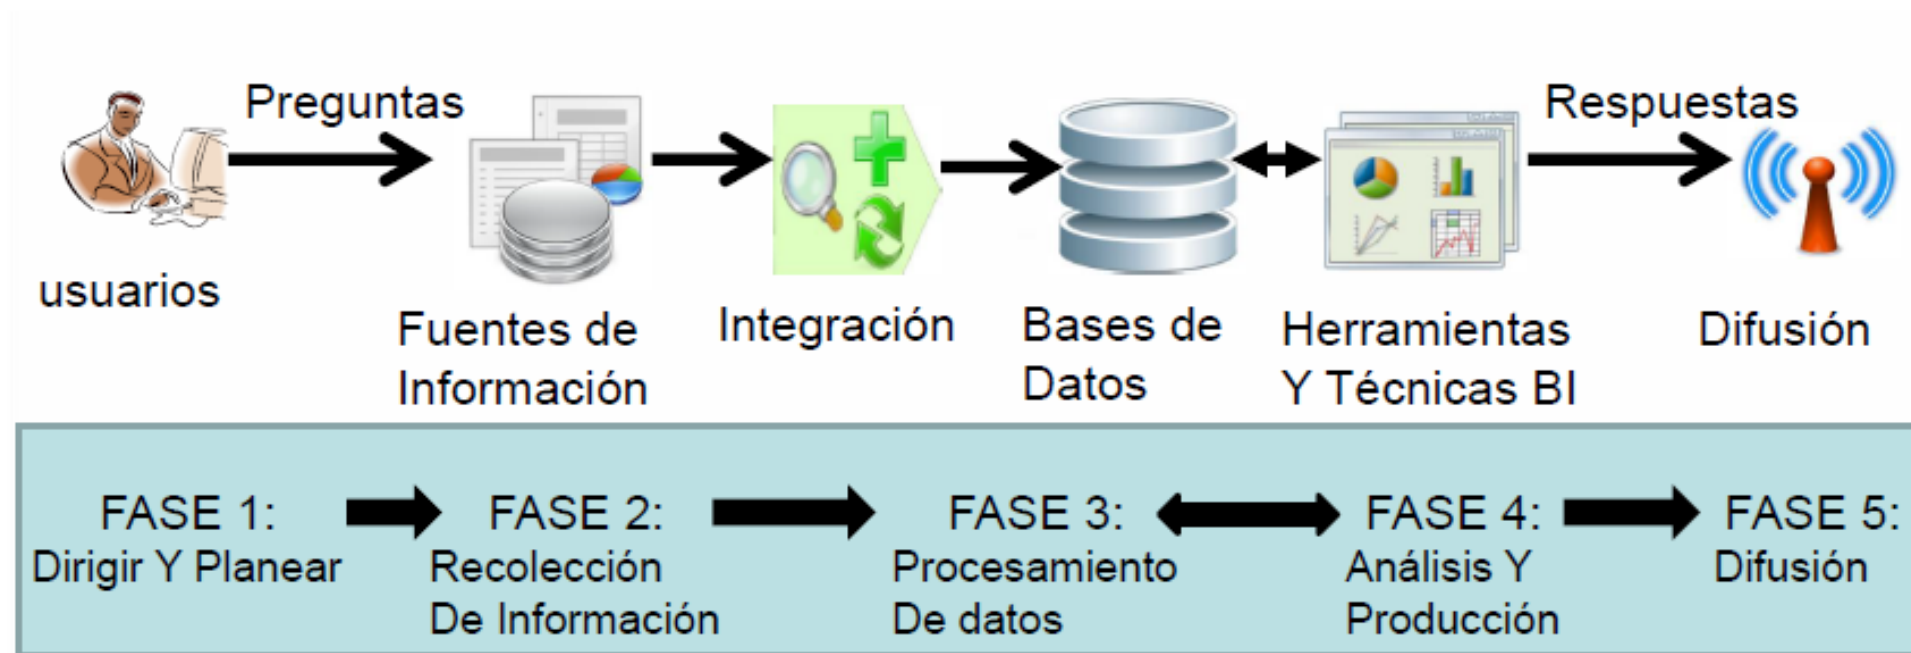 Preguntas
Respuestas
usuarios
Fuentes de
Información
Integración
Bases de
Datos
Herramientas
Y Técnicas BI
Difusión
FASE 1:
Dirigir Y Planear
FASE 2:
Recolección
De Información
FASE 3:
Procesamiento
De datos
FASE 4:
Análisis Y
Producción
FASE 5:
Difusión